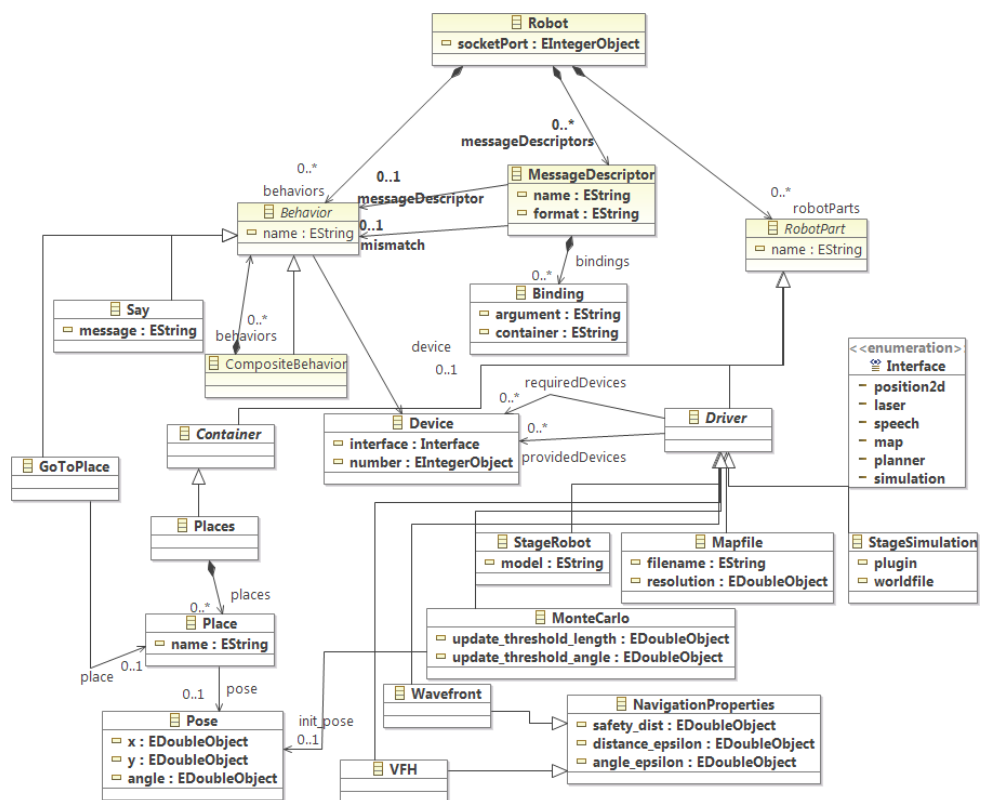 Robot
socketPort : EIntegerObject
0..*
behaviors
0..*
messageDescriptors
0..*
robotParts
0..1
messageDescriptor
0..1
mismatch
MessageDescriptor
name : EString
format : EString
Behavior
name : EString
RobotPart
name : EString
bindings
0..*
Binding
argument : EString
container : EString
Say
message : EString
0..*
behaviors
CompositeBehavior
device
0..1
<<enumeration>>
Interface
position2d
laser
speech
map
planner
simulation
requiredDevices
0..*
0..*
providedDevices
Device
interface : Interface
number : EIntegerObject
Driver
Container
GoToPlace
Places
places
0..*
StageRobot
model : EString
Mapfile
filename : EString
resolution : EDoubleObject
StageSimulation
plugin
worldfile
Place
name : EString
place
0..1
MonteCarlo
update_threshold_length : EDoubleObject
update_threshold_angle : EDoubleObject
0..1
pose
Wavefront
NavigationProperties
safety_dist : EDoubleObject
distance_epsilon : EDoubleObject
angle_epsilon : EDoubleObject
Pose
x : EDoubleObject
y : EDoubleObject
angle : EDoubleObject
init_pose
0..1
VFH